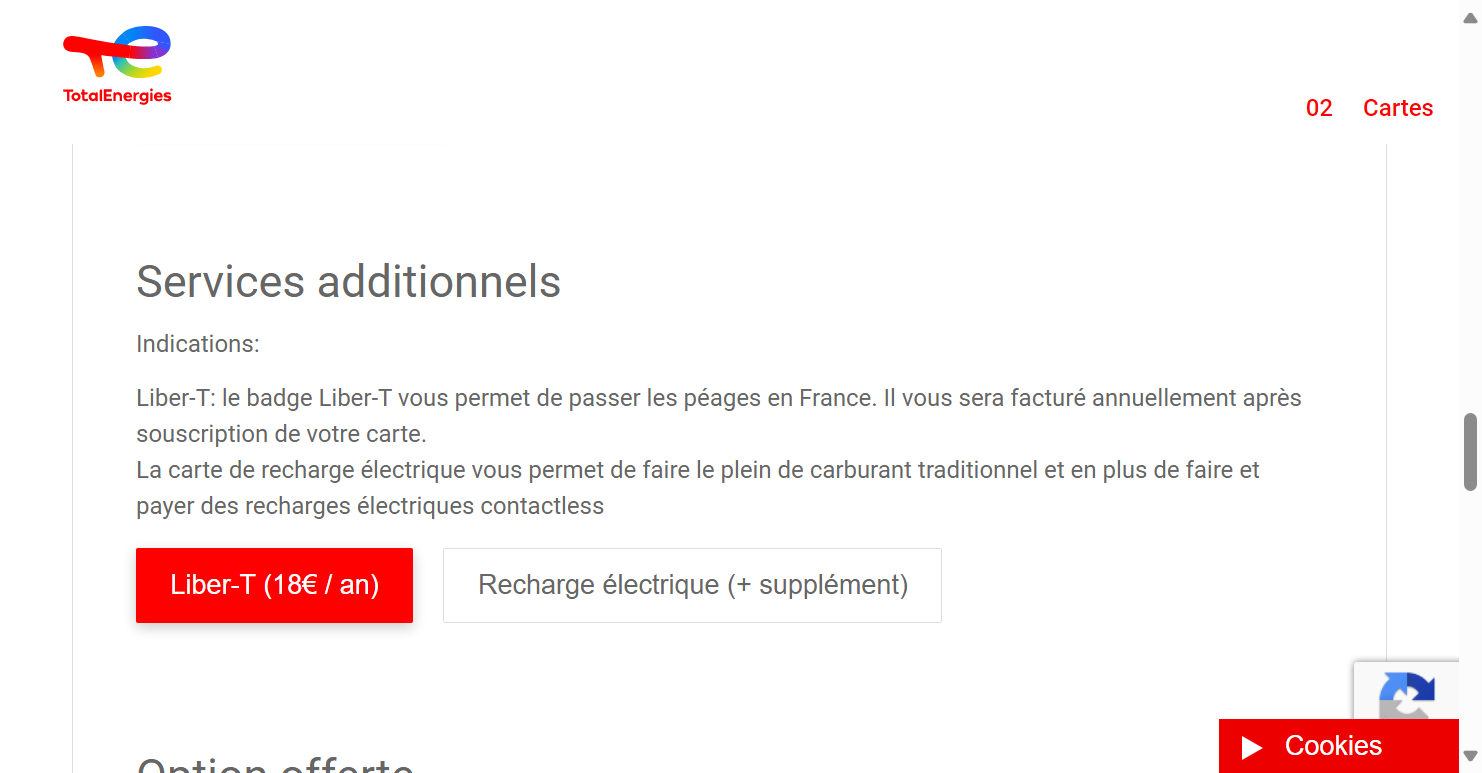 TotalEnergies
02 Cartes
Services additionnels
Indications:
Liber-T: le badge Liber-T vous permet de passer les péages en France. Il vous sera facturé annuellement après
souscription de votre carte.
La carte de recharge électrique vous permet de faire le plein de carburant traditionnel et en plus de faire et
payer des recharges électriques contactless
Liber-T (18€ / an)
Recharge électrique (+ supplément)
Option offerte
Cookies